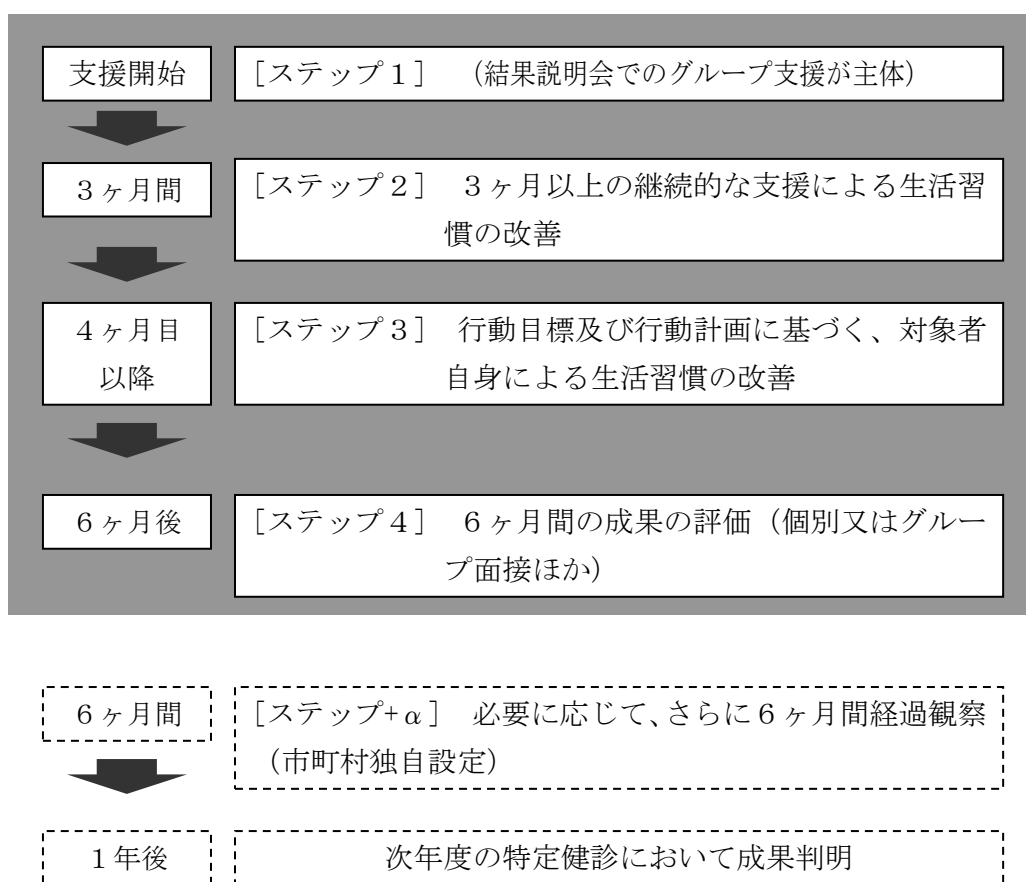 支援開始
[ステップ1] (結果説明会でのグループ支援が主体)
3ヶ月間
[ステップ2] 3ヶ月以上の継続的な支援による生活習
慣の改善
4ヶ月目
以降
[ステップ3] 行動目標及び行動計画に基づく、対象者
自身による生活習慣の改善
6ヶ月後
[ステップ4] 6ヶ月間の成果の評価(個別又はグルー
プ面接ほか)
6ヶ月間
[ステップ+α] 必要に応じて、さらに6ヶ月間経過観察
(市町村独自設定)
1年後
次年度の特定健診において成果判明